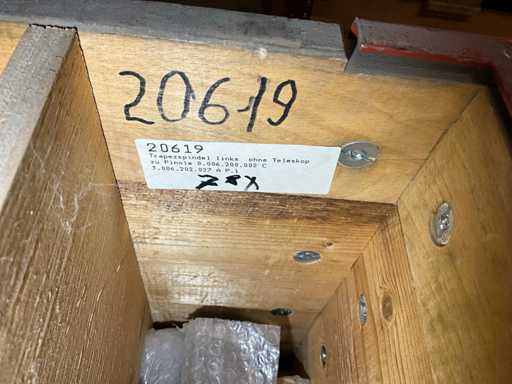 20619
20619
Trapezspindel links, ohne Teleskop
zu Pinole 0.006.200.002 C
3.006.202.027 A P.1